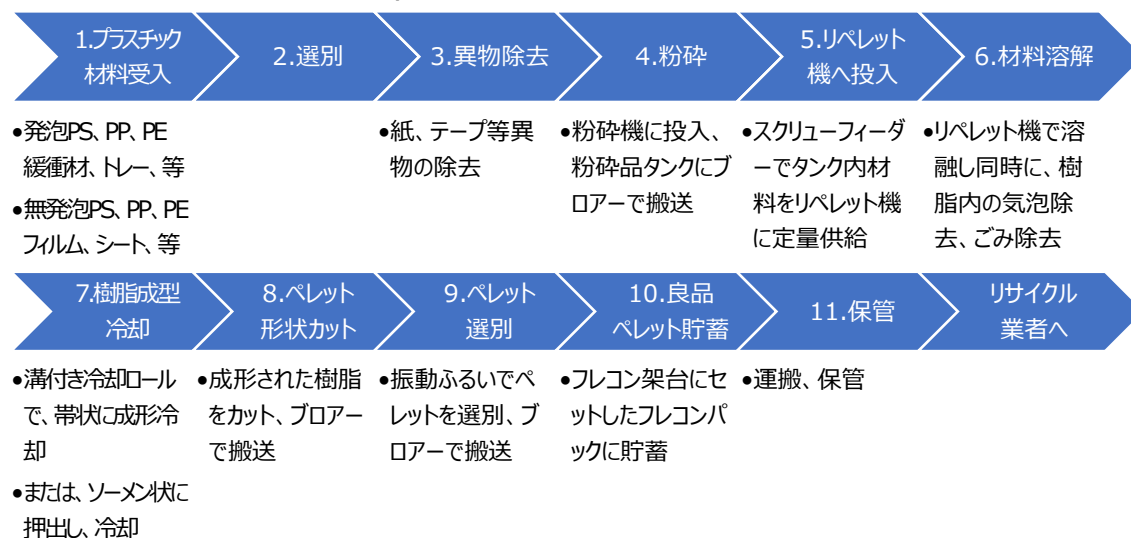 1.プラスチック
材料受入
2.選別
3.異物除去
4.粉砕
5.リペレット
機へ投入
6.材料溶解
•発泡PS、PP、PE
緩衝材、トレー、等
•無発泡PS、PP、PE
フィルム、シート、等
•紙、テープ等異
物の除去
•粉砕機に投入、
粉砕品タンクにブ
ロアーで搬送
•スクリューフィーダ
ーでタンク内材
料をリペレット機
に定量供給
•リペレット機で溶
融し同時に、樹
脂内の気泡除
去、ごみ除去
7.樹脂成型
冷却
8.ペレット
形状カット
9.ペレット
選別
10.良品
ペレット貯蓄
11.保管
リサイクル
業者へ
•溝付き冷却ロール
で、帯状に成形冷
却
•または、ソーメン状に
押出し、冷却
•成形された樹脂
をカット、ブロアー
で搬送
•振動ふるいでペ
レットを選別、ブ
ロアーで搬送
•フレコン架台にセ
ットしたフレコンパ
ックに貯蓄
•運搬、保管